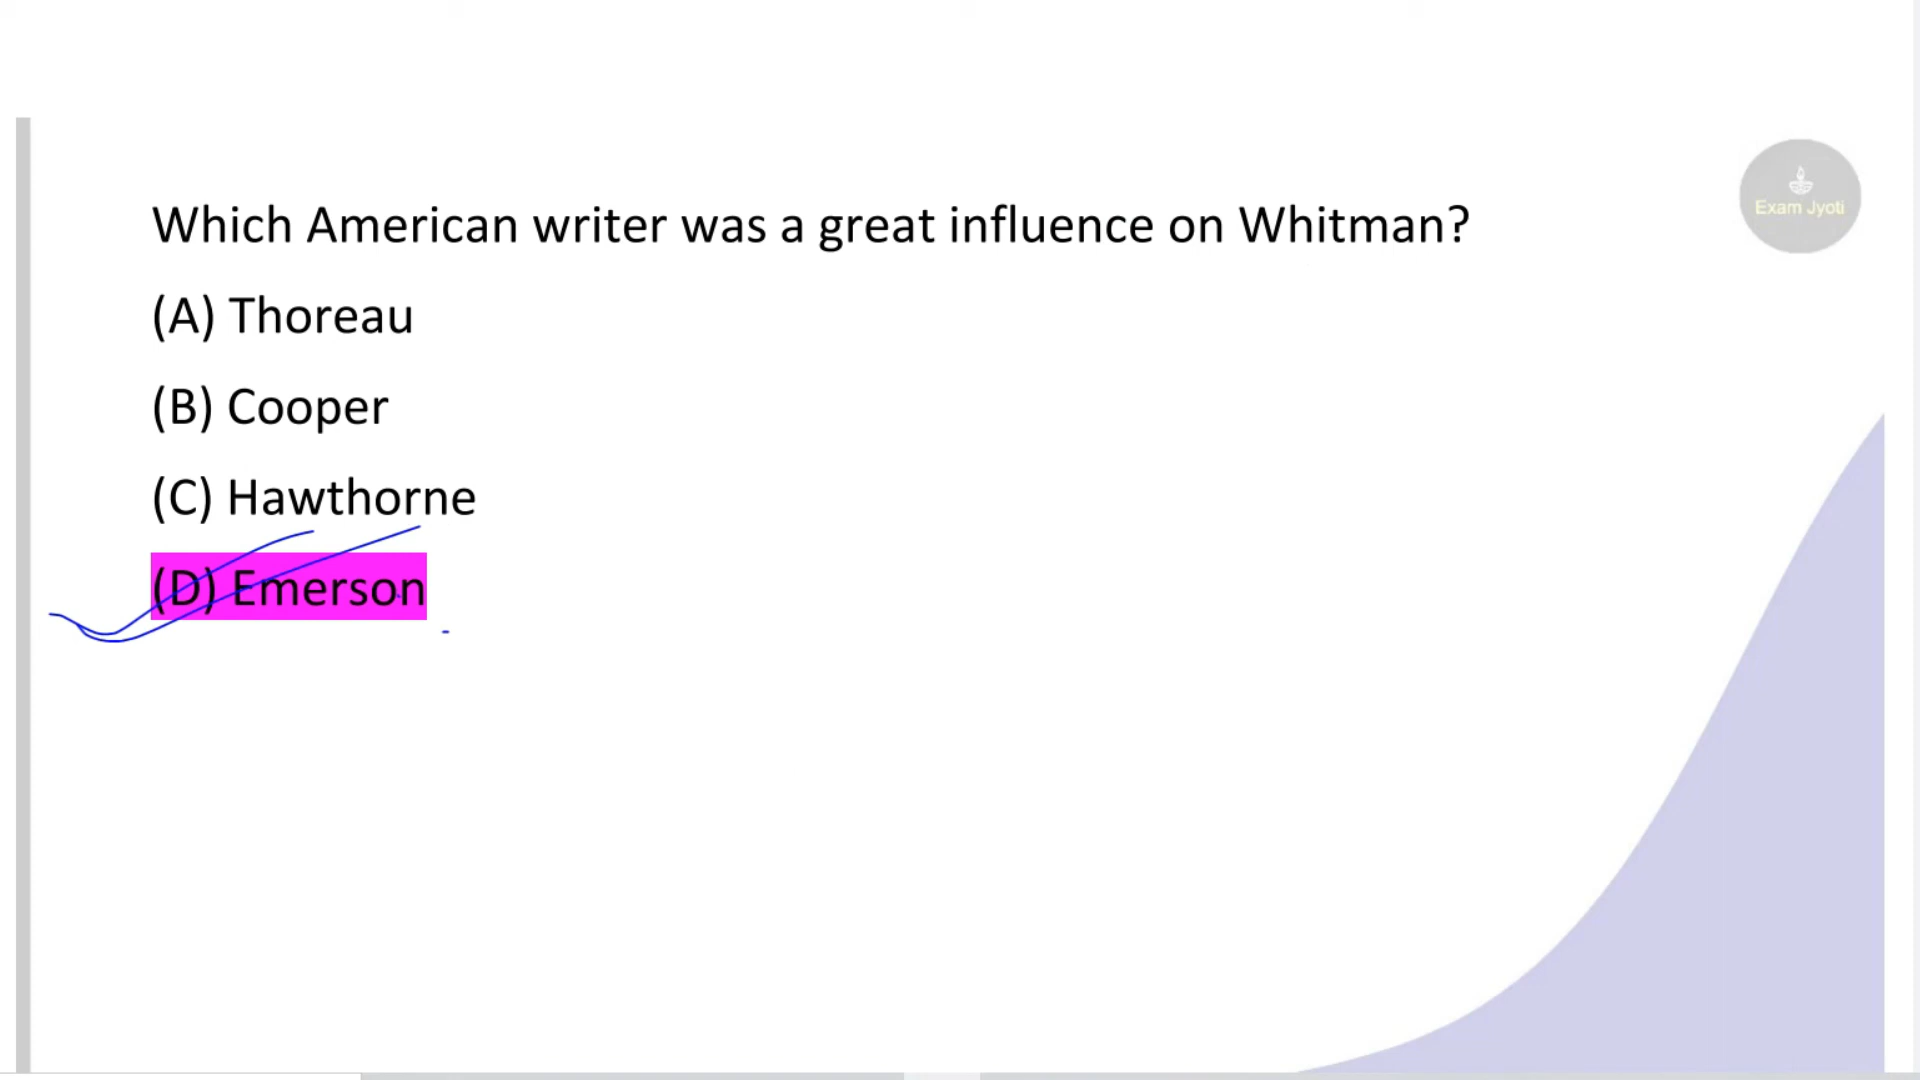 Exam Jyoti
Which American writer was a great influence on Whitman?
(A) Thoreau
(B) Cooper
(C) Hawthorne
(D) Emerson